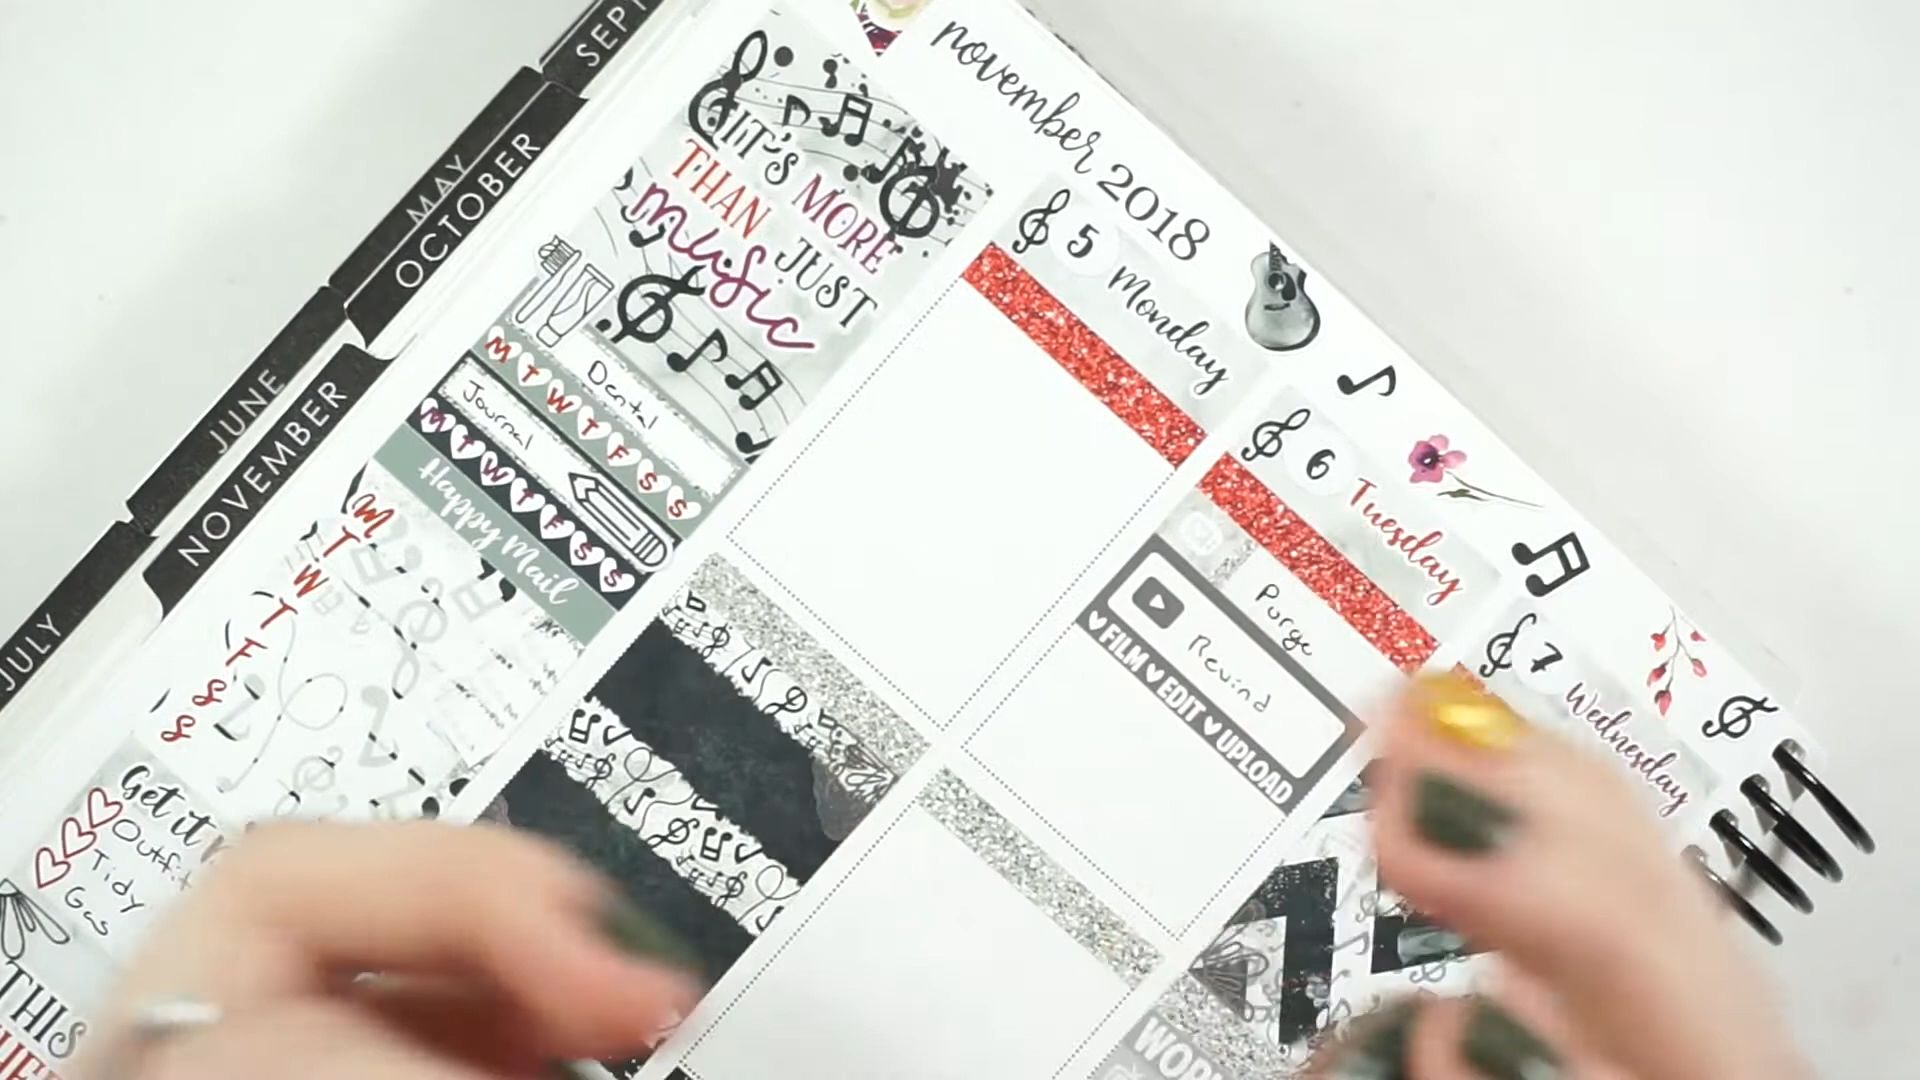 SEPT
MAY
OCTOBER
JUNE
NOVEMBER
JULY
november 2018
IT'S MORE
THAN JUST
music
Dental
M T W T F S S
Journal
M T W T F S S
Happy Mail
M
T
W
T
F
S
S
Get it
Outfit
Tidy
Gas
THIS
5 Monday
6 Tuesday
Purge
Rewind
FILM EDIT UPLOAD
7 Wednesday